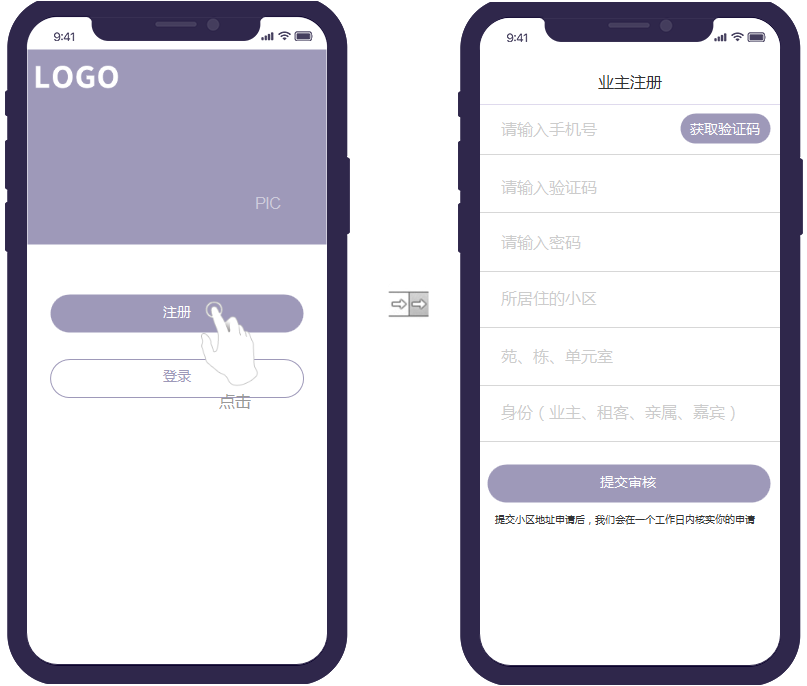 9:41
LOGO
PIC
注册
登录
点击
9:41
业主注册
请输入手机号
获取验证码
请输入验证码
请输入密码
所居住的小区
苑、栋、单元室
身份（业主、租客、亲属、嘉宾）
提交审核
提交小区地址申请后，我们会在一个工作日内核实你的申请